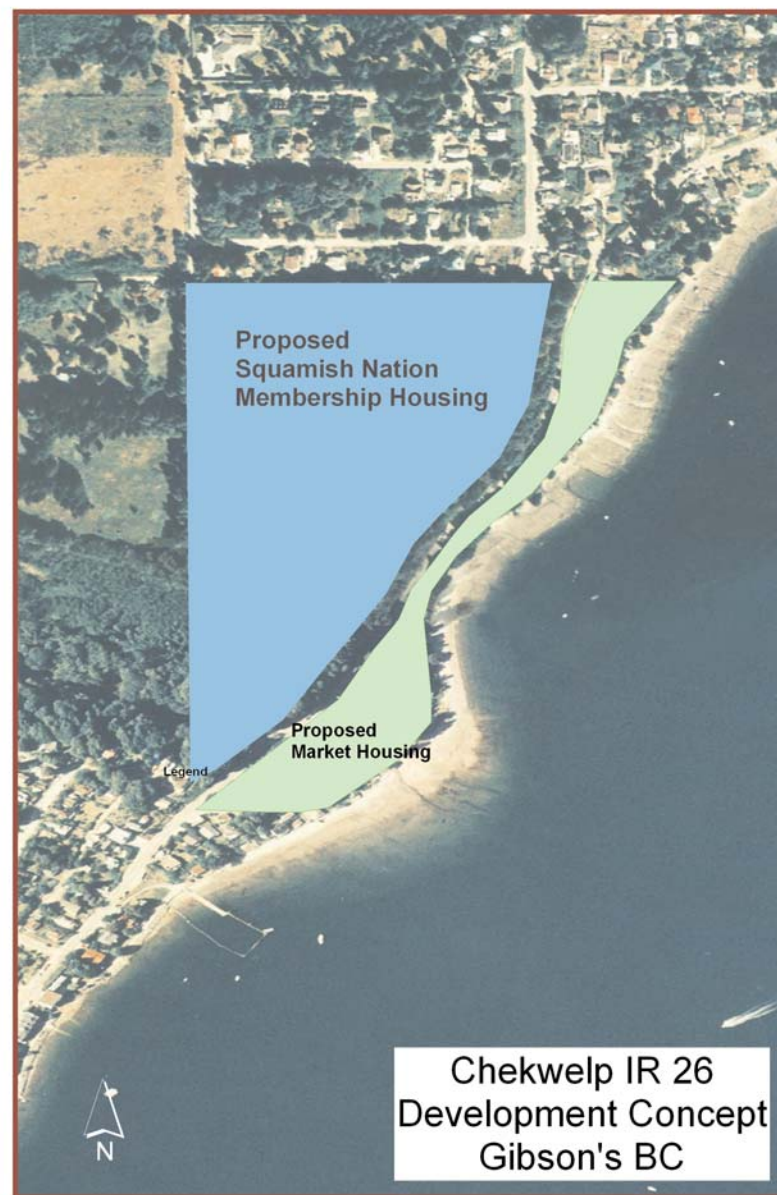 Proposed
Squamish Nation
Membership Housing
Proposed
Market Housing
Legend
N
Chekwelp IR 26
Development Concept
Gibson's BC